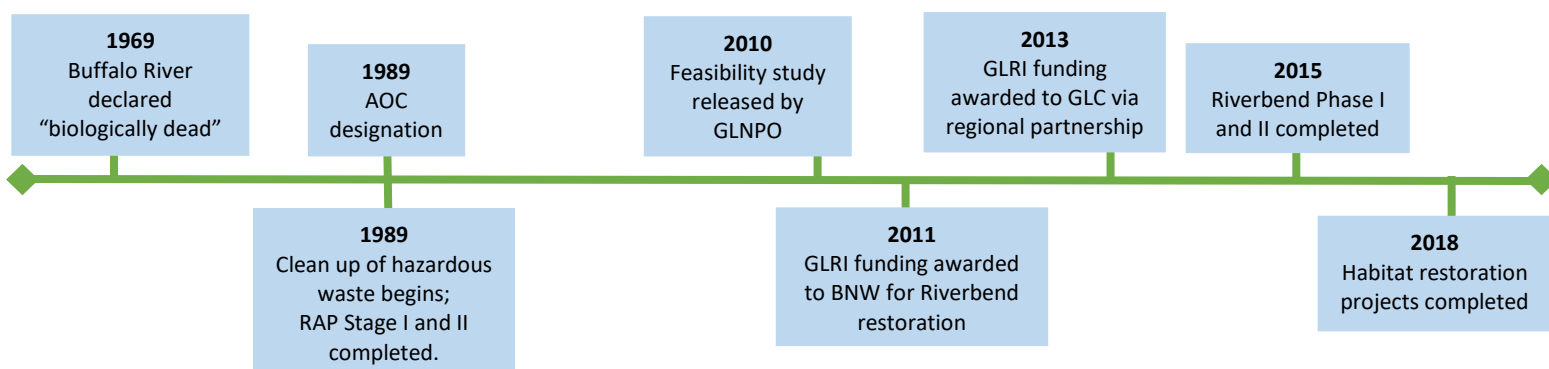 1969
Buffalo River
declared
“biologically dead”
1989
AOC
designation
1989
Clean up of hazardous
waste begins;
RAP Stage I and II
completed.
2010
Feasibility study
released by
GLNPO
2011
GLRI funding awarded
to BNW for Riverbend
restoration
2013
GLRI funding
awarded to GLC via
regional partnership
2015
Riverbend Phase I
and II completed
2018
Habitat restoration
projects completed